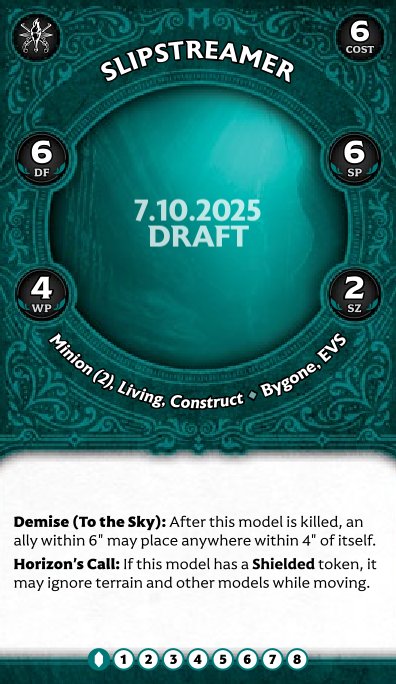 6
COST
SLIPSTREAMER
6
DF
6
SP
7.10.2025
DRAFT
4
WP
2
SZ
Minion (2), Living, Construct ⬥ Bygone, EVS
Demise (To the Sky): After this model is killed, an
ally within 6" may place anywhere within 4" of itself.
Horizon's Call: If this model has a Shielded token, it
may ignore terrain and other models while moving.
1 2 3 4 5 6 7 8